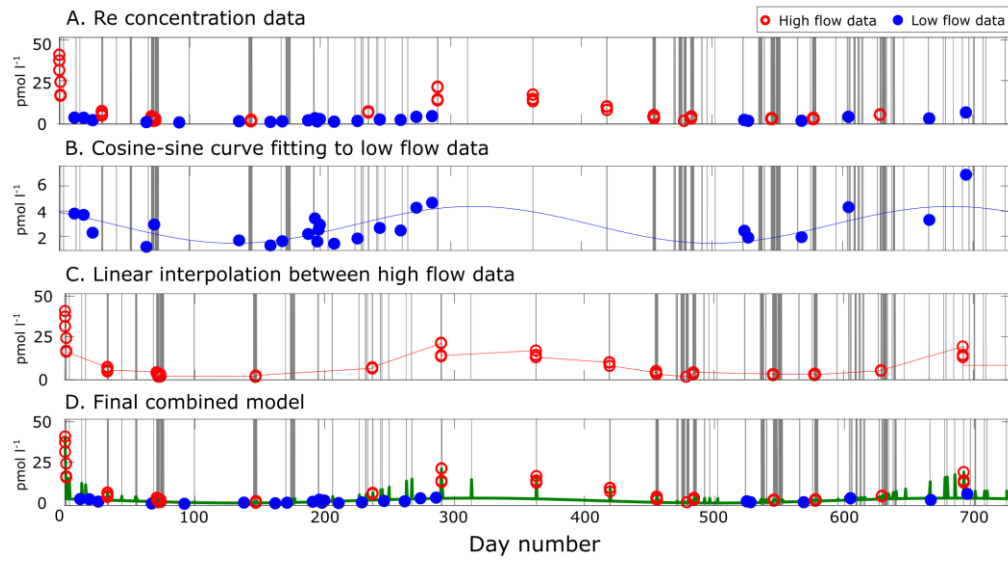 A. Re concentration data
High flow data
Low flow data
50
25
0
pmol l⁻¹
B. Cosine-sine curve fitting to low flow data
6
4
2
pmol l⁻¹
C. Linear interpolation between high flow data
50
25
0
pmol l⁻¹
D. Final combined model
50
25
0
pmol l⁻¹
0 100 200 300 400 500 600 700
Day number